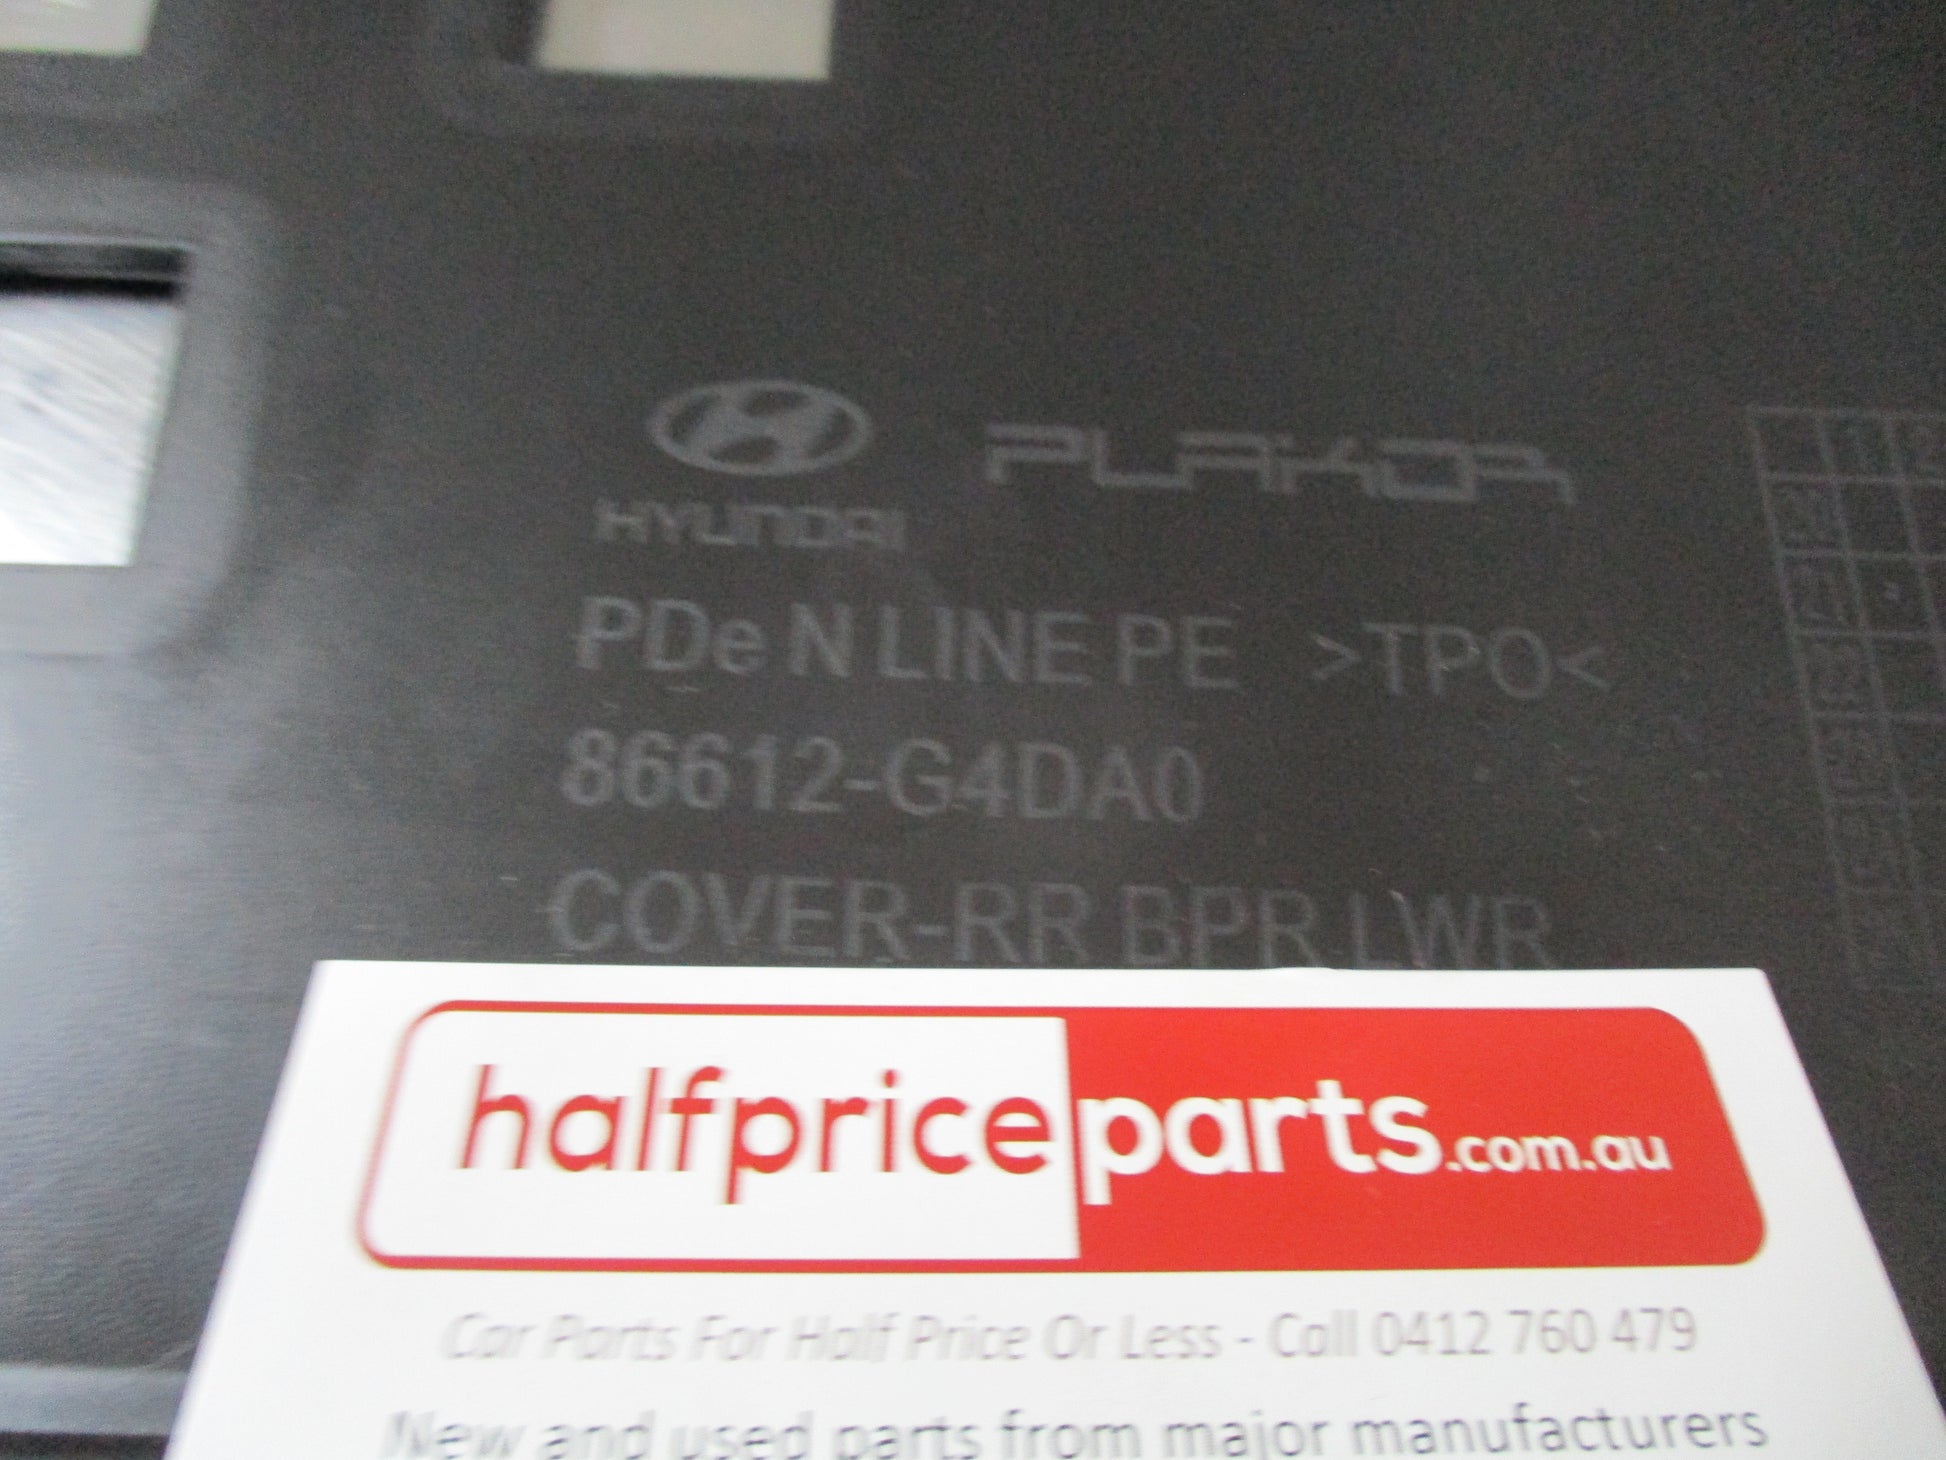 HYUNDAI
PLAKOR
PDe N LINE PE >TPO<
86612-G4DA0
COVER-RR BPR LWR
halfpriceparts.com.au
Car Parts For Half Price Or Less - Call 0412 760 479
New and used parts from major manufacturers